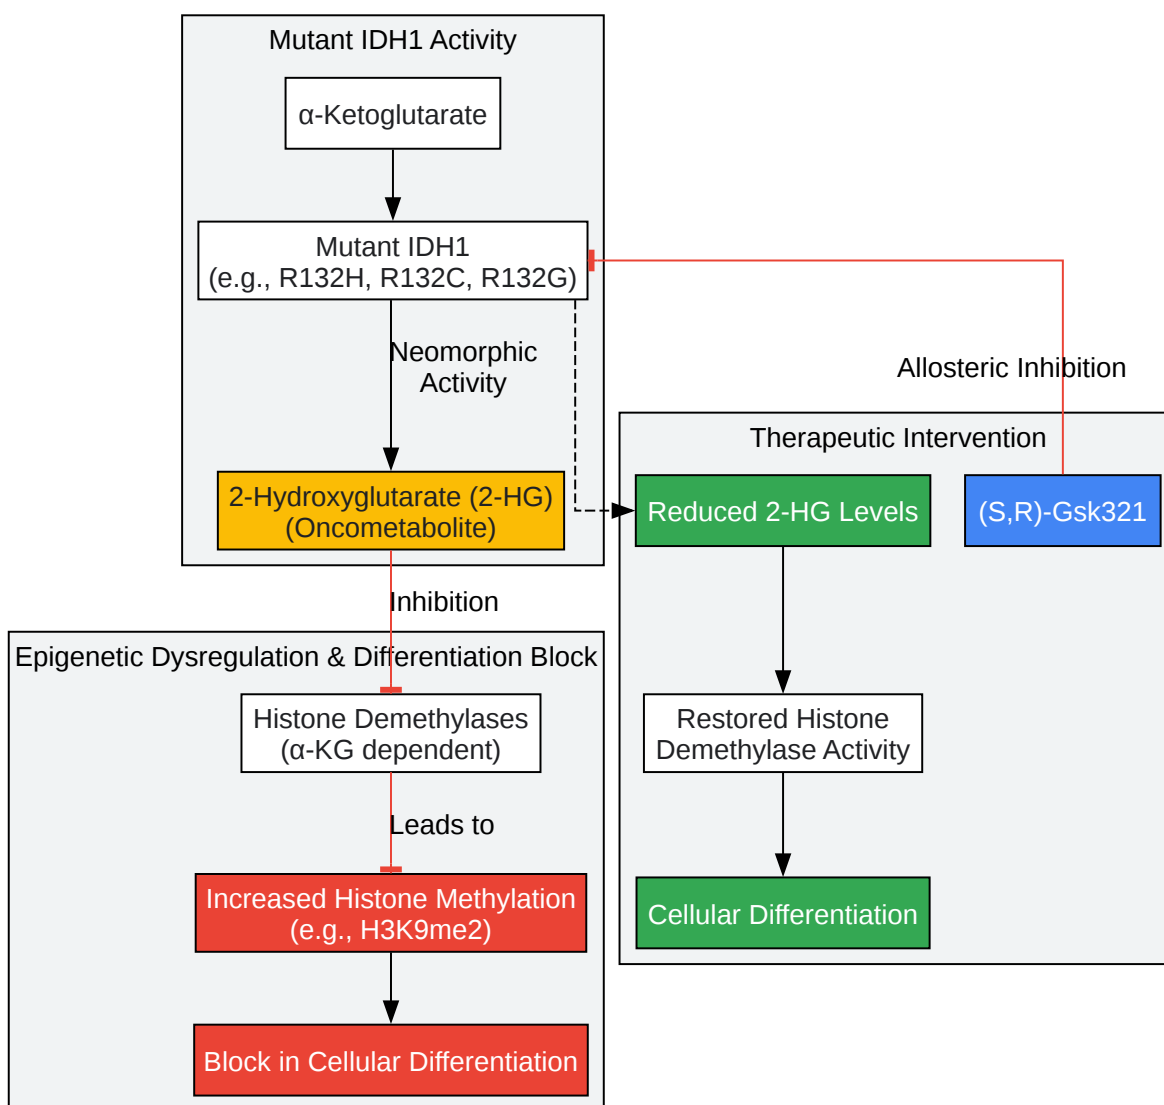 Mutant IDH1 Activity
α-Ketoglutarate
Mutant IDH1
(e.g., R132H, R132C, R132G)
Neomorphic
Activity
Allosteric Inhibition
Therapeutic Intervention
2-Hydroxyglutarate (2-HG)
(Oncometabolite)
Reduced 2-HG Levels
(S,R)-Gsk321
Inhibition
Epigenetic Dysregulation & Differentiation Block
Histone Demethylases
(α-KG dependent)
Restored Histone
Demethylase Activity
Leads to
Increased Histone Methylation
(e.g., H3K9me2)
Cellular Differentiation
Block in Cellular Differentiation